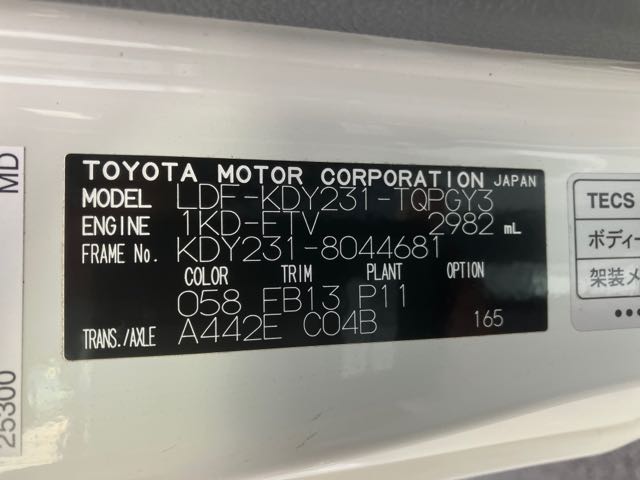 TOYOTA MOTOR CORPORATION JAPAN
MODEL LDF-KDY231-TQPGY3
ENGINE 1KD-FTV 2982 mL
FRAME No. KDY231-8044681
COLOR TRIM PLANT OPTION
058 FB13 P11
TRANS./AXLE A442E C04B 165
MD
25300
TECS
ボディー
架装メ